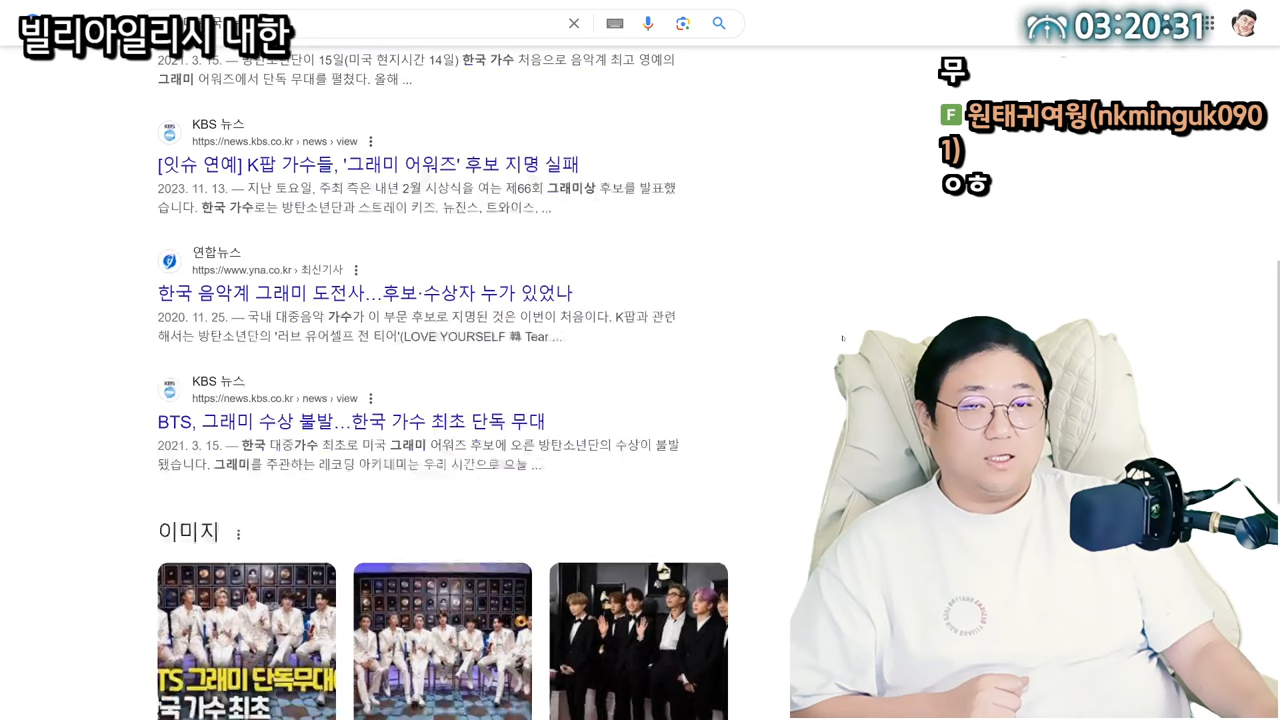 빌리아일리시 내한
03:20:31
무
F 원태귀여웡(nkminguk090
1)
ㅇㅎ
2021. 3. 15. — 방탄소년단이 15일(미국 현지시간 14일) 한국 가수 처음으로 음악계 최고 영예의
그래미 어워즈에서 단독 무대를 펼쳤다. 올해 ...
KBS 뉴스
https://news.kbs.co.kr › news › view
[잇슈 연예] K팝 가수들, '그래미 어워즈' 후보 지명 실패
2023. 11. 13. — 지난 토요일, 주최 측은 내년 2월 시상식을 여는 제66회 그래미상 후보를 발표했
습니다. 한국 가수로는 방탄소년단과 스트레이 키즈, 뉴진스, 트와이스, ...
연합뉴스
https://www.yna.co.kr › 최신기사
한국 음악계 그래미 도전사…후보·수상자 누가 있었나
2020. 11. 25. — 국내 대중음악 가수가 이 부문 후보로 지명된 것은 이번이 처음이다. K팝과 관련
해서는 방탄소년단의 '러브 유어셀프 전 티어'(LOVE YOURSELF 轉 Tear ...
KBS 뉴스
https://news.kbs.co.kr › news › view
BTS, 그래미 수상 불발…한국 가수 최초 단독 무대
2021. 3. 15. — 한국 대중가수 최초로 미국 그래미 어워즈 후보에 오른 방탄소년단의 수상이 불발
됐습니다. 그래미를 주관하는 레코딩 아카데미는 우리 시간으로 오늘 ...
이미지
BTS 그래미 단독무대
한국 가수 최초